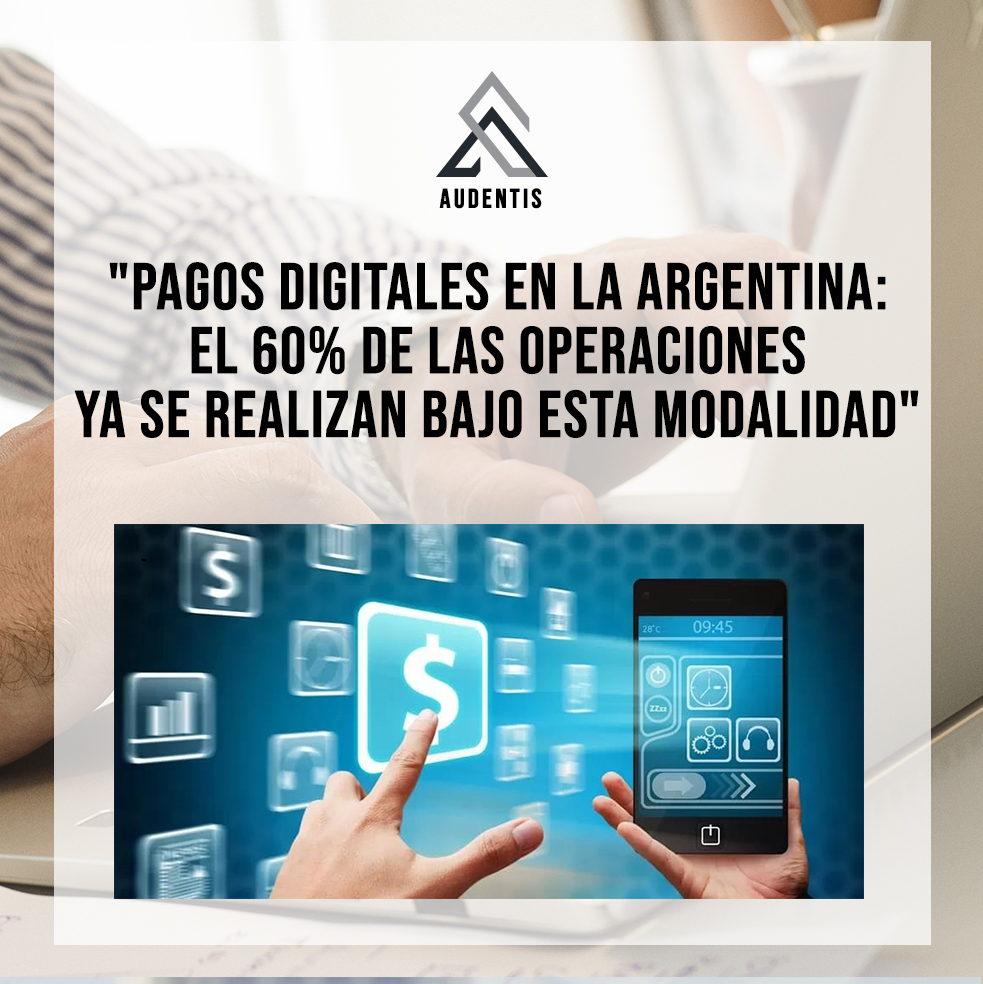 AUDENTIS
"PAGOS DIGITALES EN LA ARGENTINA:
EL 60% DE LAS OPERACIONES
YA SE REALIZAN BAJO ESTA MODALIDAD"
$
$
28°C 09:45
ZZzz